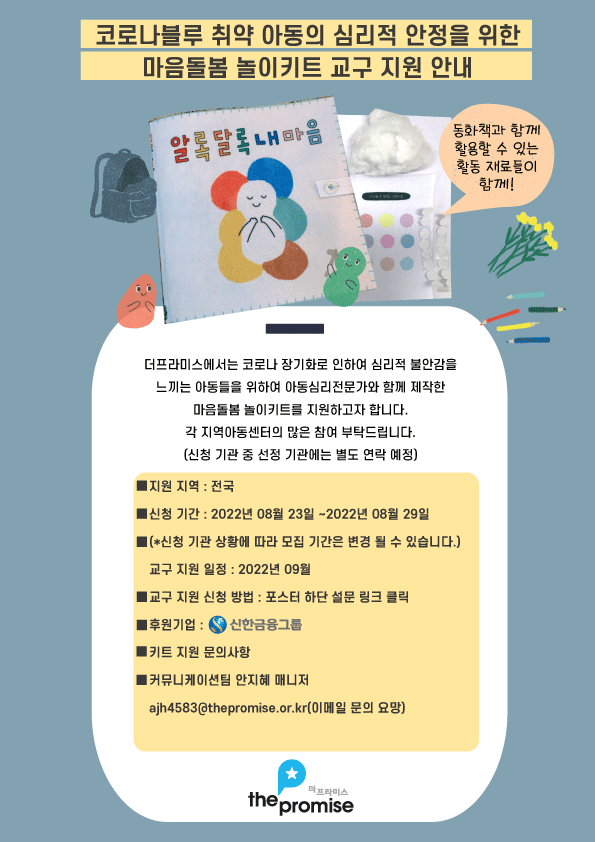 코로나블루 취약 아동의 심리적 안정을 위한
마음돌봄 놀이키트 교구 지원 안내
알록달록내마음
동화책과 함께
활용할 수 있는
활동 재료들이
함께!
더프라미스에서는 코로나 장기화로 인하여 심리적 불안감을
느끼는 아동들을 위하여 아동심리전문가와 함께 제작한
마음돌봄 놀이키트를 지원하고자 합니다.
각 지역아동센터의 많은 참여 부탁드립니다.
(신청 기관 중 선정 기관에는 별도 연락 예정)
■지원 지역 : 전국
■신청 기간 : 2022년 08월 23일 ~2022년 08월 29일
■(*신청 기관 상황에 따라 모집 기간은 변경 될 수 있습니다.)
교구 지원 일정 : 2022년 09월
■교구 지원 신청 방법 : 포스터 하단 설문 링크 클릭
■후원기업 : 신한금융그룹
■키트 지원 문의사항
■커뮤니케이션팀 안지혜 매니저
ajh4583@thepromise.or.kr(이메일 문의 요망)
더프라미스
the promise